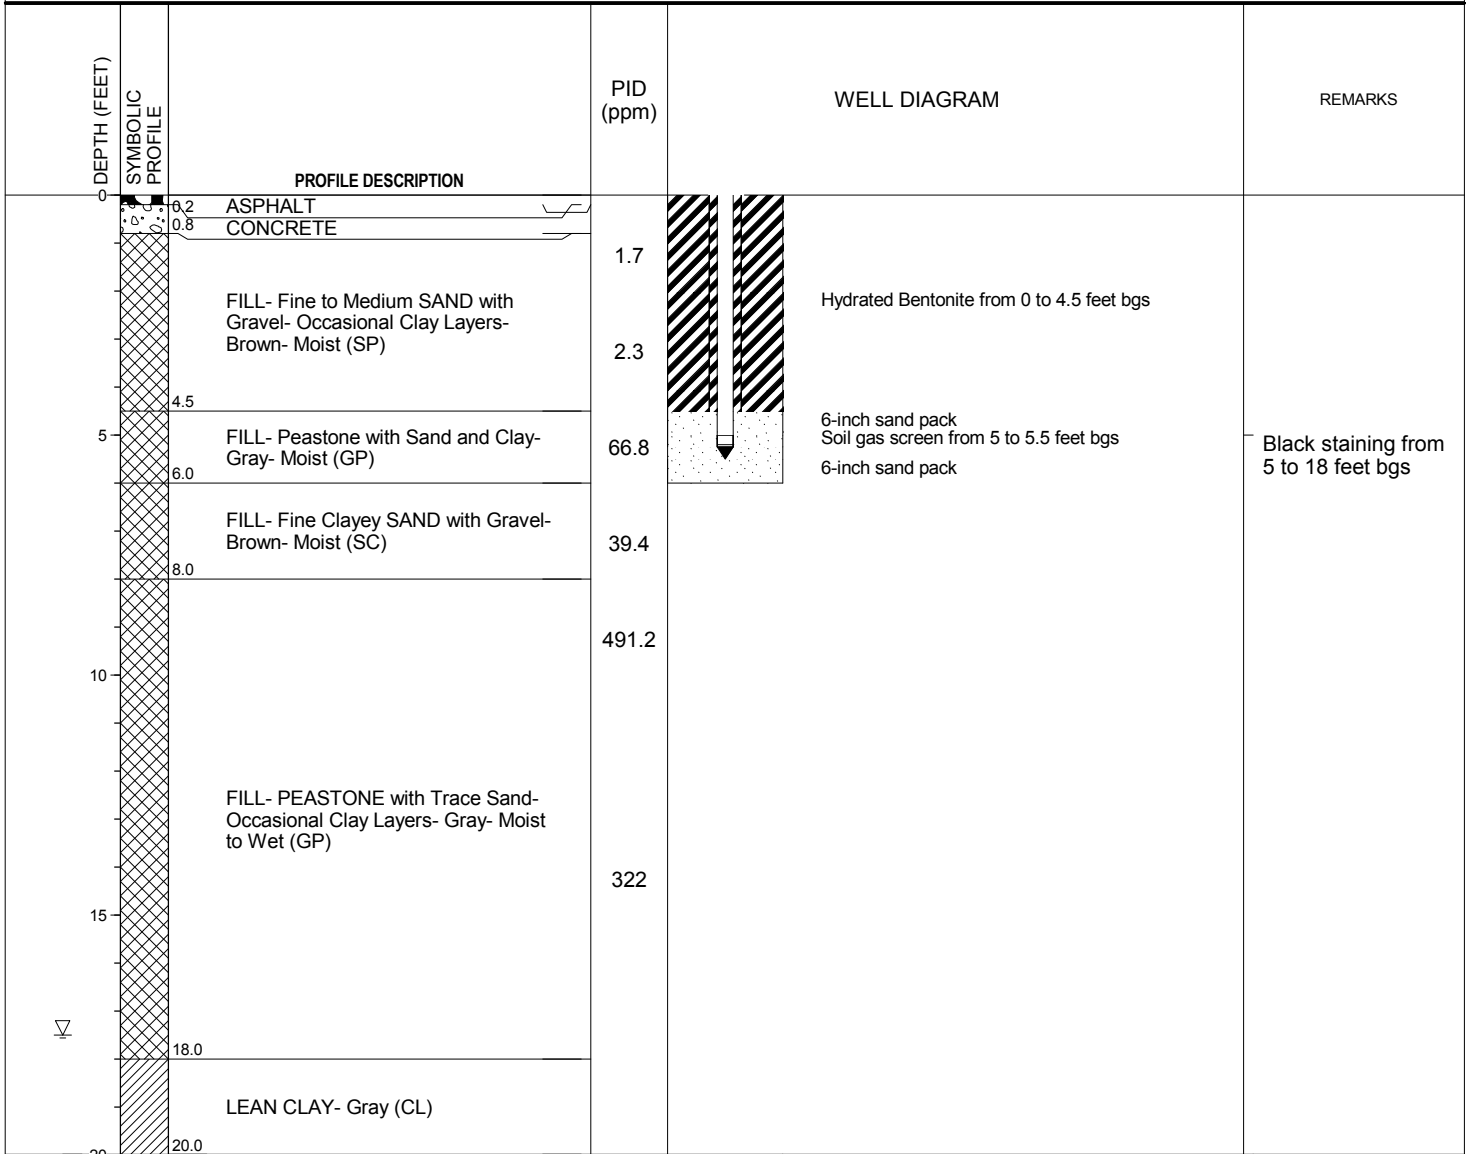 DEPTH (FEET)
SYMBOLIC
PROFILE
PROFILE DESCRIPTION
PID
(ppm)
WELL DIAGRAM
REMARKS
0
0.2
ASPHALT
0.8
CONCRETE
1.7
FILL- Fine to Medium SAND with
Gravel- Occasional Clay Layers-
Brown- Moist (SP)
Hydrated Bentonite from 0 to 4.5 feet bgs
2.3
4.5
5
FILL- Peastone with Sand and Clay-
Gray- Moist (GP)
66.8
6-inch sand pack
Soil gas screen from 5 to 5.5 feet bgs
6-inch sand pack
Black staining from
5 to 18 feet bgs
6.0
FILL- Fine Clayey SAND with Gravel-
Brown- Moist (SC)
39.4
8.0
491.2
10
FILL- PEASTONE with Trace Sand-
Occasional Clay Layers- Gray- Moist
to Wet (GP)
322
15
18.0
LEAN CLAY- Gray (CL)
20.0
20